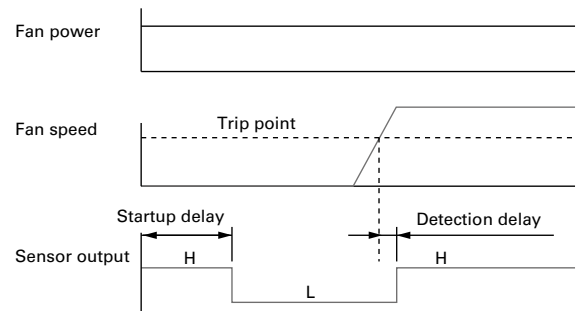 Fan power
Fan speed
Trip point
Startup delay
Detection delay
Sensor output
H
H
L